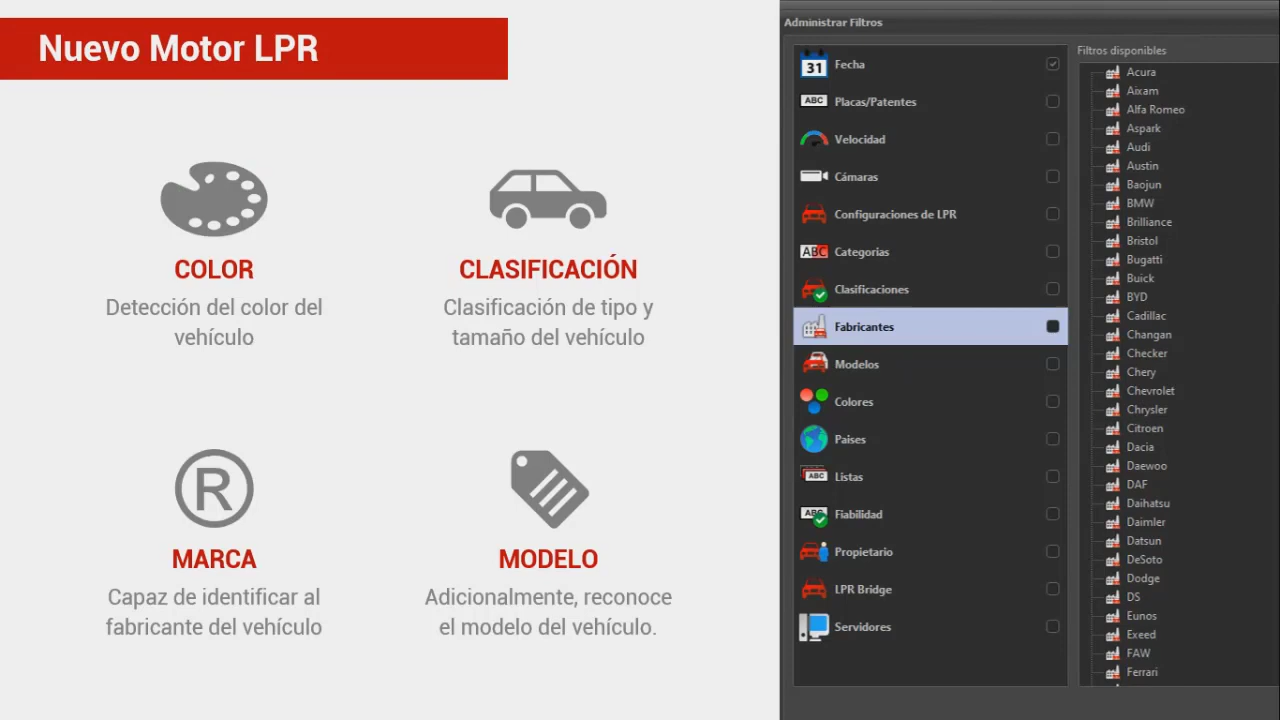 Nuevo Motor LPR
COLOR
Detección del color del
vehículo
CLASIFICACIÓN
Clasificación de tipo y
tamaño del vehículo
R
MARCA
Capaz de identificar al
fabricante del vehículo
MODELO
Adicionalmente, reconoce
el modelo del vehículo.
Administrar Filtros
31 Fecha
ABC Placas/Patentes
Velocidad
Cámaras
Configuraciones de LPR
ABC Categorias
Clasificaciones
Fabricantes
Modelos
Colores
Paises
ABC Listas
ABC Fiabilidad
Propietario
LPR Bridge
Servidores
Filtros disponibles
Acura
Aixam
Alfa Romeo
Aspark
Audi
Austin
Baojun
BMW
Brilliance
Bristol
Bugatti
Buick
BYD
Cadillac
Changan
Checker
Chery
Chevrolet
Chrysler
Citroen
Dacia
Daewoo
DAF
Daihatsu
Daimler
Datsun
DeSoto
Dodge
DS
Eunos
Exeed
FAW
Ferrari